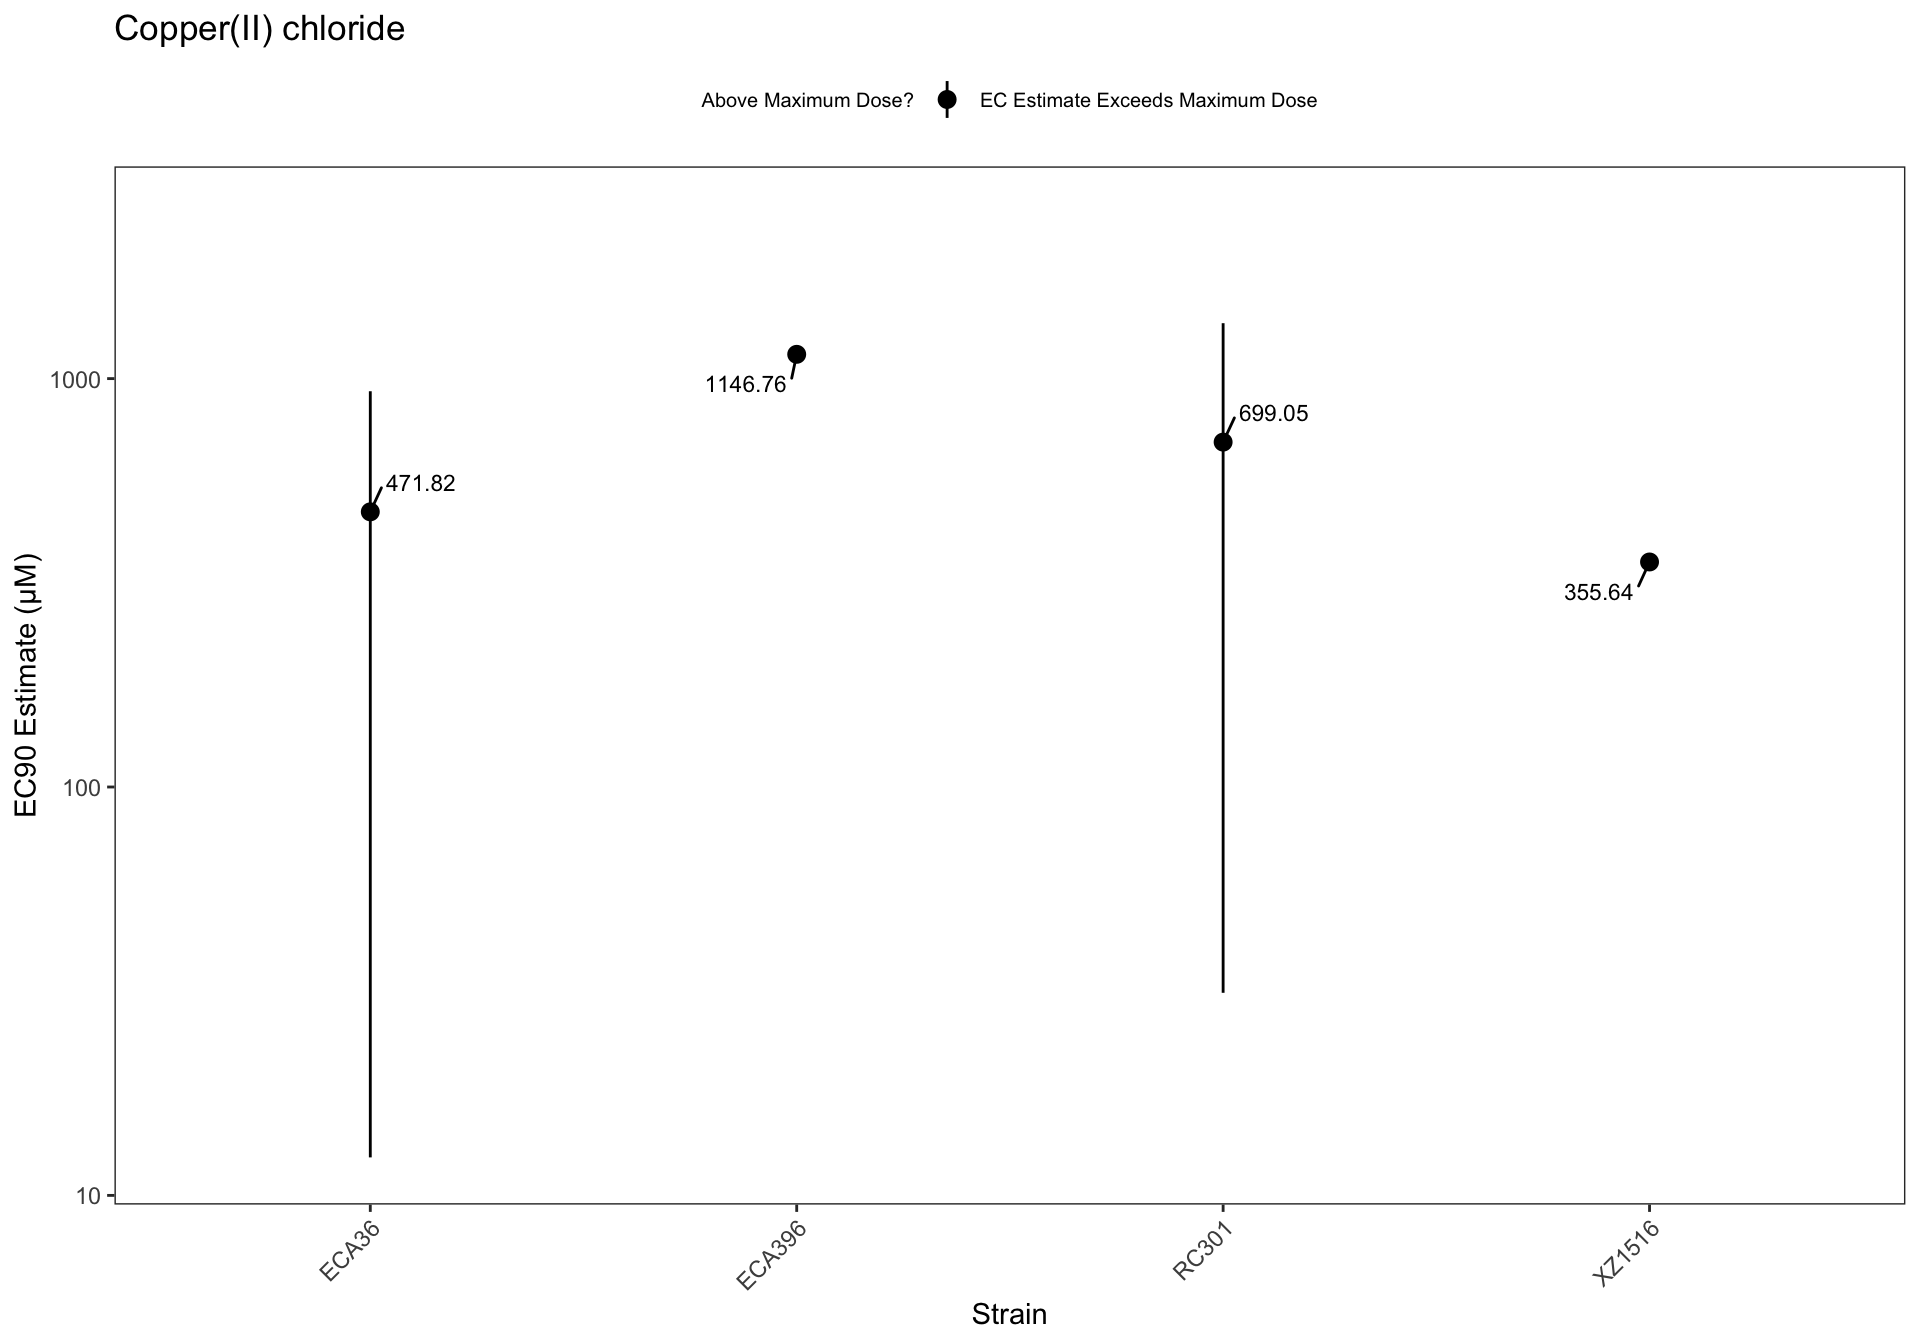 Copper(II) chloride
Above Maximum Dose? EC Estimate Exceeds Maximum Dose
EC90 Estimate (µM)
1000
100
10
471.82
1146.76
699.05
355.64
ECA36
ECA396
RC301
XZ1516
Strain